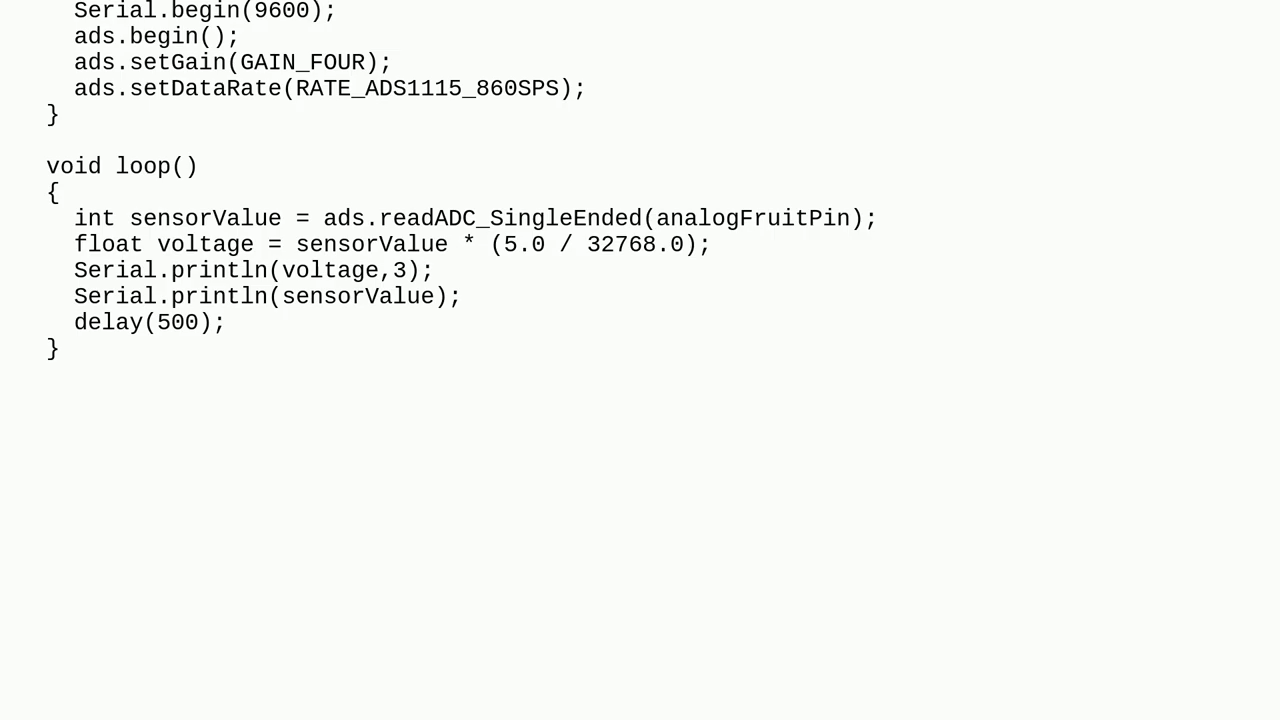 Serial.begin(9600);
ads.begin();
ads.setGain(GAIN_FOUR);
ads.setDataRate(RATE_ADS1115_860SPS);
}
void loop()
{
int sensorValue = ads.readADC_SingleEnded(analogFruitPin);
float voltage = sensorValue * (5.0 / 32768.0);
Serial.println(voltage,3);
Serial.println(sensorValue);
delay(500);
}